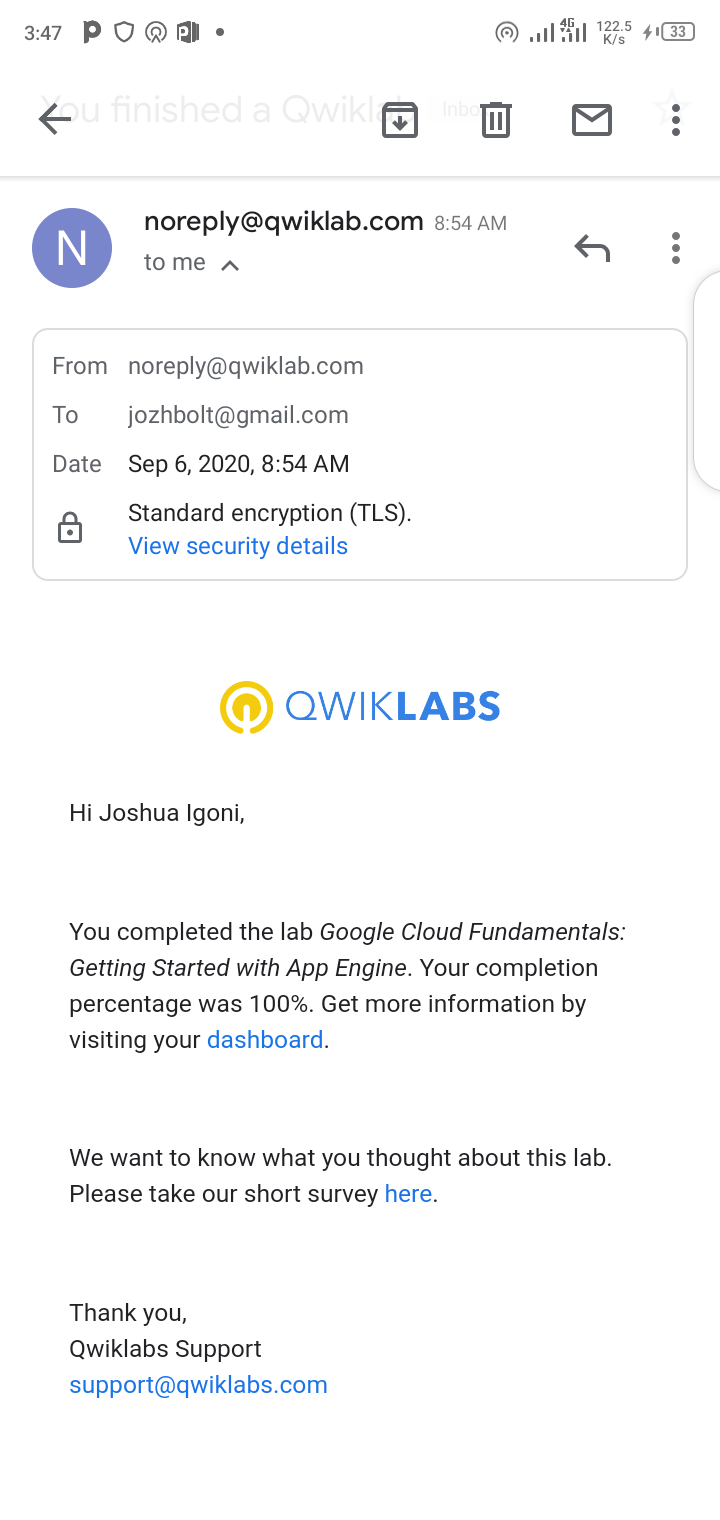 3:47
4G
122.5
K/s
33
You finished a Qwiklab
Inbo
N
noreply@qwiklab.com 8:54 AM
to me
From noreply@qwiklab.com
To jozhbolt@gmail.com
Date Sep 6, 2020, 8:54 AM
Standard encryption (TLS).
View security details
QWIKLABS
Hi Joshua Igoni,
You completed the lab Google Cloud Fundamentals:
Getting Started with App Engine. Your completion
percentage was 100%. Get more information by
visiting your dashboard.
We want to know what you thought about this lab.
Please take our short survey here.
Thank you,
Qwiklabs Support
support@qwiklabs.com